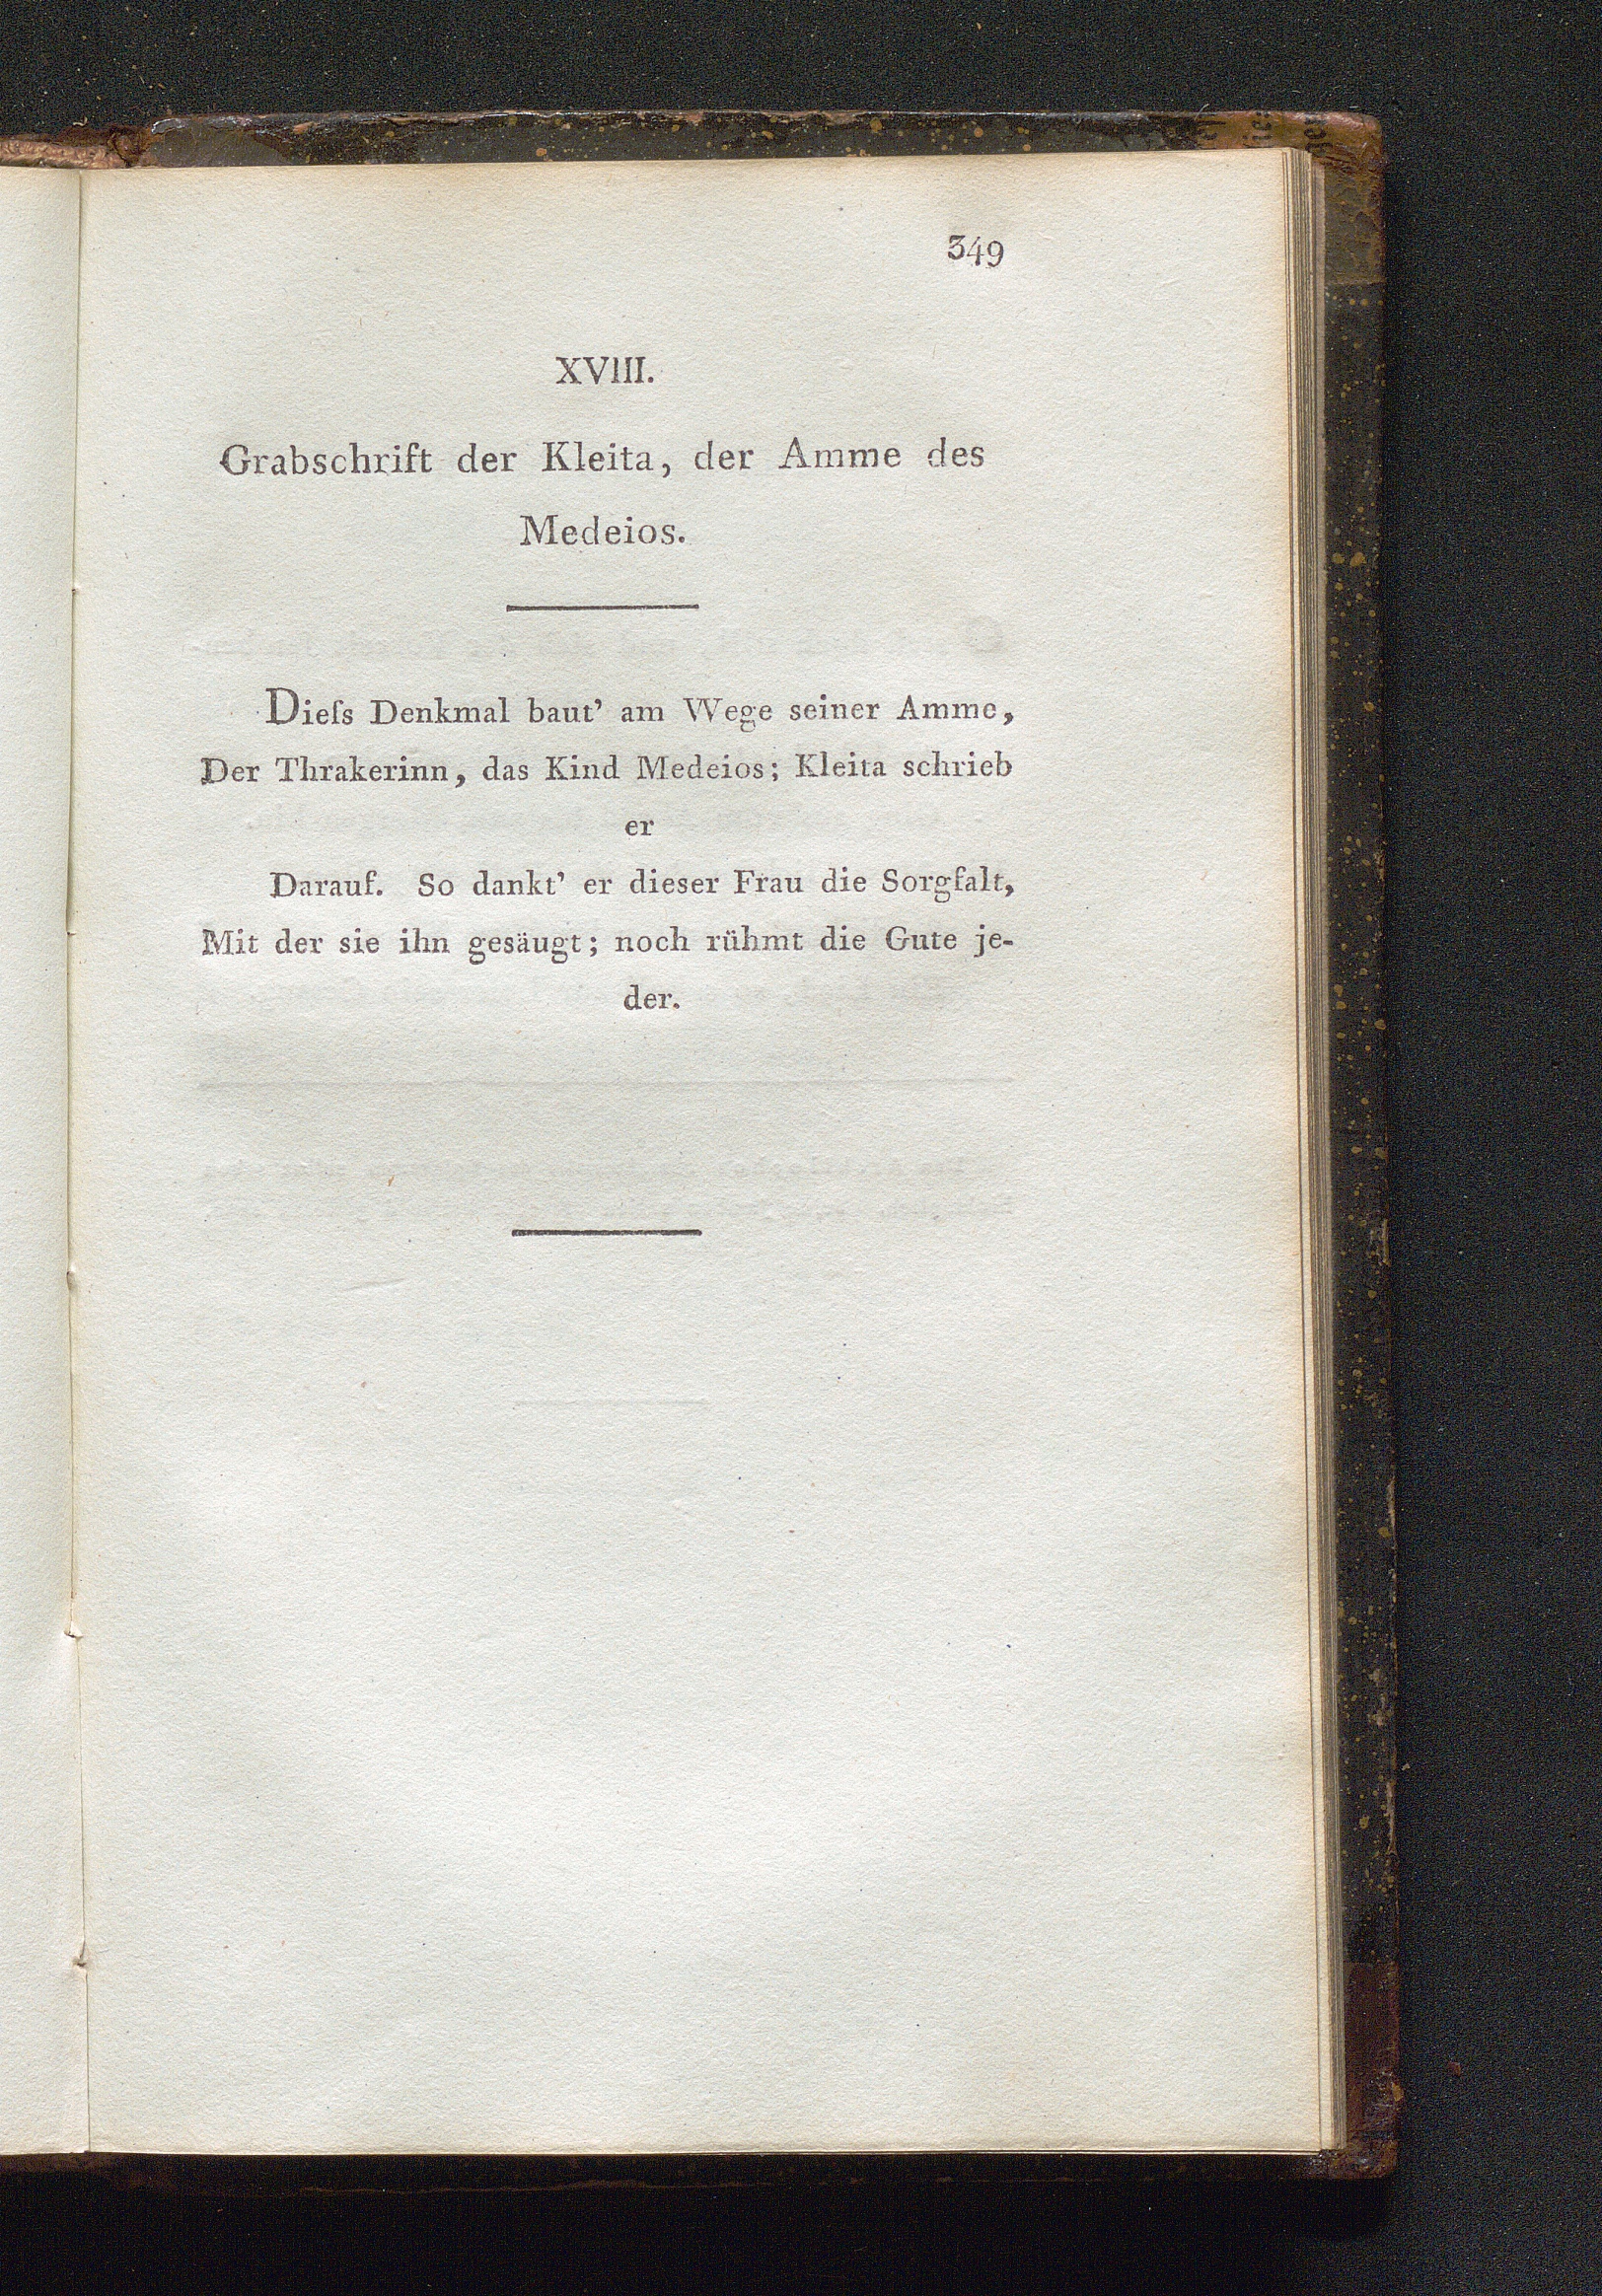 349
XVIII.
Grabschrift der Kleita, der Amme des
Medeios.
Dieſs Denkmal baut' am Wege seiner Amme,
Der Thrakerinn, das Kind Medeios; Kleita schrieb
er
Darauf. So dankt' er dieser Frau die Sorgfalt,
Mit der sie ihn gesäugt; noch rühmt die Gute je-
der.